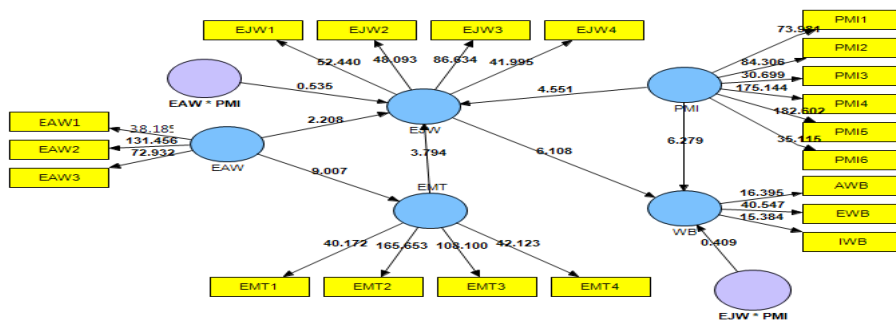 EJW1 EJW2 EJW3 EJW4 PMI1
73.981
PMI2
52.440 48.093 86.634 41.995 84.306
30.699 PMI3
175.144 PMI4
0.535 4.551
EAW * PMI EJW PMI 182.602 PMI5
35.115
EAW1 38.185 2.208
PMI6
EAW2 131.456 3.794 6.108 6.279
EAW3 72.932 EAW
9.007 EMT 16.395 AWB
40.547 EWB
WB 15.384 IWB
40.172 165.653 108.100 42.123 0.409
EMT1 EMT2 EMT3 EMT4
EJW * PMI